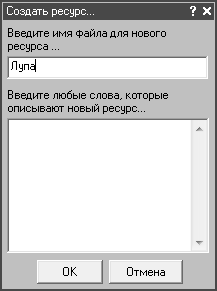 Создать ресурс...
Введите имя файла для нового
ресурса ...
Лупа
Введите любые слова, которые
описывают новый ресурс...
OK Отмена